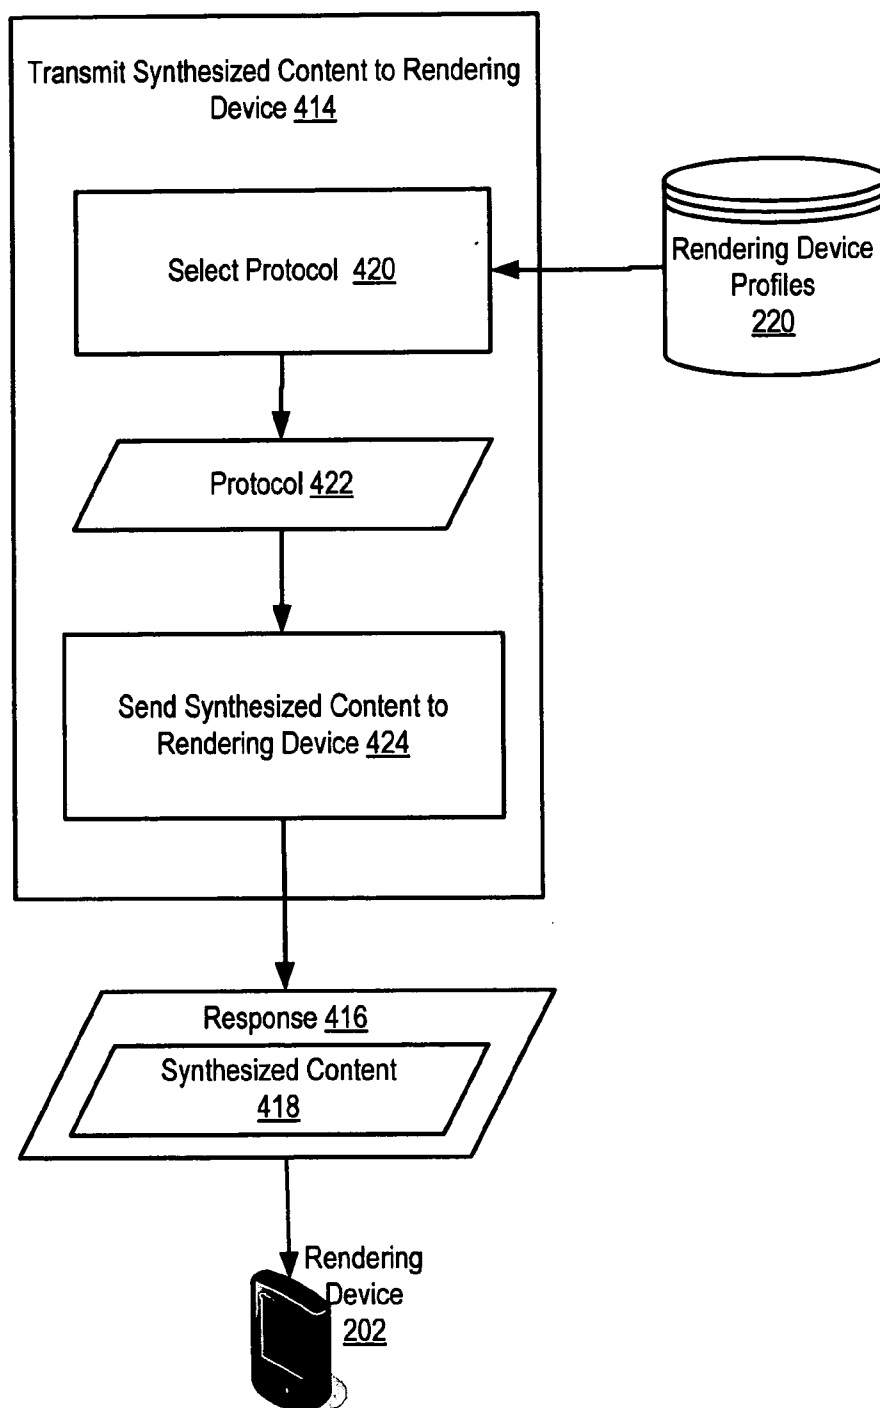 Transmit Synthesized Content to Rendering
Device 414
Select Protocol 420
Rendering Device
Profiles
220
Protocol 422
Send Synthesized Content to
Rendering Device 424
Response 416
Synthesized Content
418
Rendering
Device
202